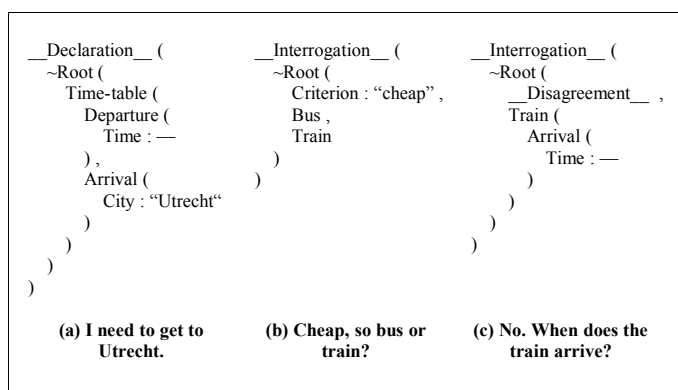 __Declaration__ (
~Root (
Time-table (
Departure (
Time : —
) ,
Arrival (
City : “Utrecht“
)
)
)
)
(a) I need to get to
Utrecht.
__Interrogation__ (
~Root (
Criterion : “cheap” ,
Bus ,
Train
)
)
(b) Cheap, so bus or
train?
__Interrogation__ (
~Root (
__Disagreement__ ,
Train (
Arrival (
Time : —
)
)
)
)
(c) No. When does the
train arrive?